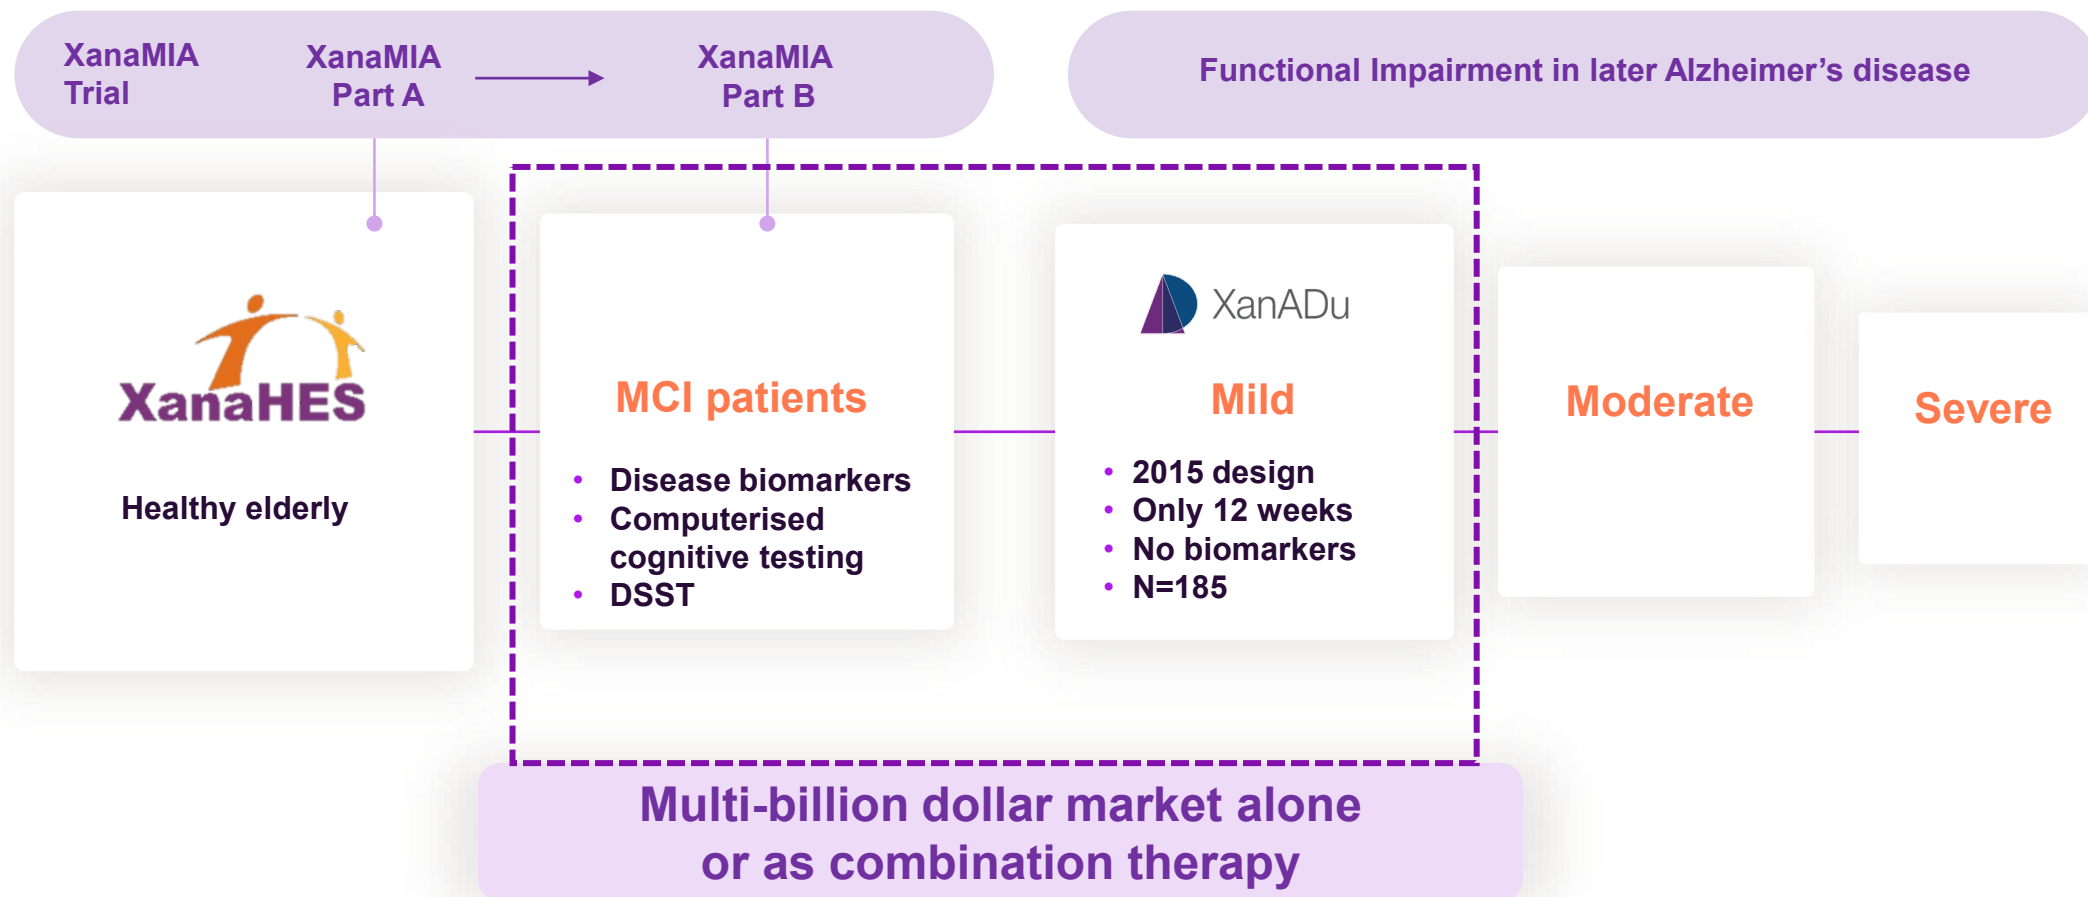 XanaMIA
Trial
XanaMIA
Part A
XanaMIA
Part B
Functional Impairment in later Alzheimer's disease
XanaHES
Healthy elderly
MCI patients
• Disease biomarkers
• Computerised
cognitive testing
• DSST
XanADu
Mild
• 2015 design
• Only 12 weeks
• No biomarkers
• N=185
Moderate
Severe
Multi-billion dollar market alone
or as combination therapy